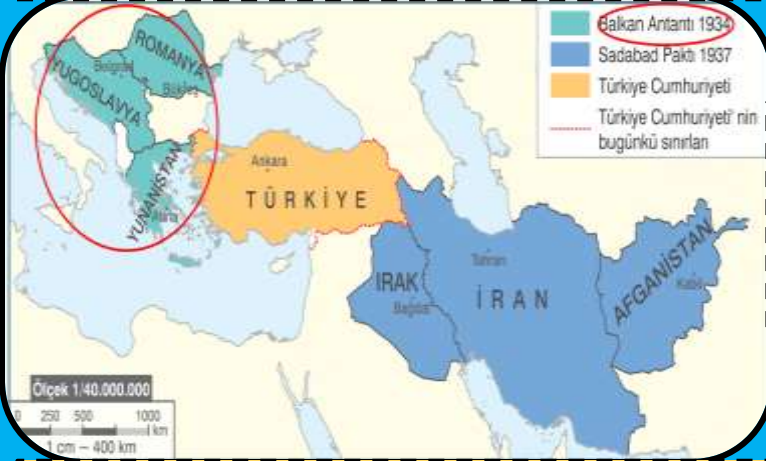 Balkan Antantı 1934
Sadabad Paktı 1937
Türkiye Cumhuriyeti
Türkiye Cumhuriyeti' nin
bugünkü sınırları
ROMANYA
Belgrad
Bükreş
YUGOSLAVYA
YUNANİSTAN
Atina
Ankara
TÜRKİYE
IRAK
Bağdat
Tahran
İRAN
AFGANİSTAN
Kabil
Ölçek 1/40.000.000
0 250 500 1000
km
1 cm – 400 km